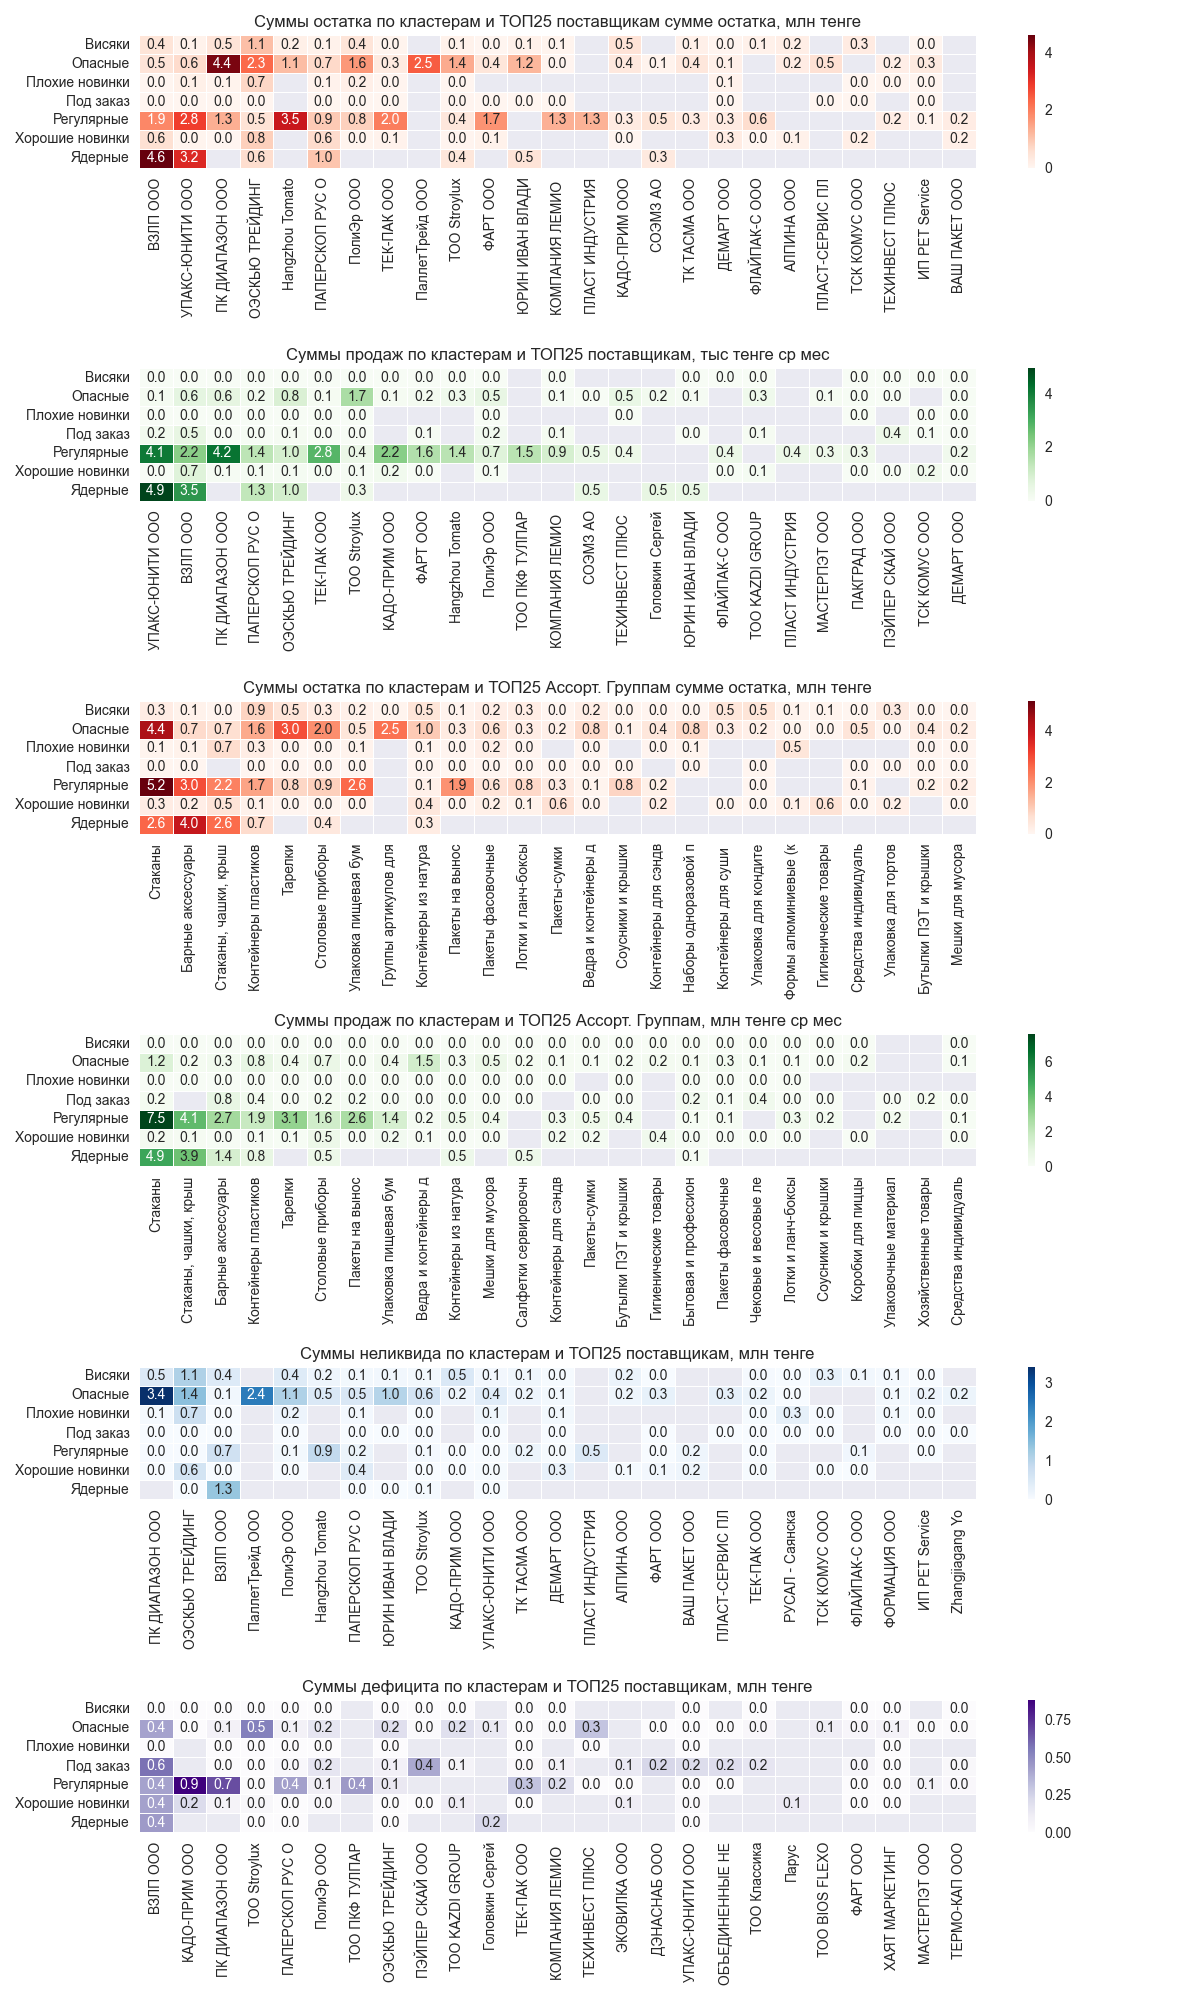 Суммы остатка по кластерам и ТОП25 поставщикам сумме остатка, млн тенге
Висяки 0.4 0.1 0.5 1.1 0.2 0.1 0.4 0.0 0.1 0.0 0.1 0.1 0.5 0.1 0.0 0.1 0.2 0.3 0.0
Опасные 0.5 0.6 4.4 2.3 1.1 0.7 1.6 0.3 2.5 1.4 0.4 1.2 0.0 0.4 0.1 0.4 0.1 0.2 0.5 0.2 0.3
Плохие новинки 0.0 0.1 0.1 0.7 0.1 0.2 0.0 0.0 0.1 0.0 0.0 0.0
Под заказ 0.0 0.0 0.0 0.0 0.0 0.0 0.0 0.0 0.0 0.0 0.0 0.0 0.0 0.0 0.0
Регулярные 1.9 2.8 1.3 0.5 3.5 0.9 0.8 2.0 0.4 1.7 1.3 1.3 0.3 0.5 0.3 0.3 0.6 0.2 0.1 0.2
Хорошие новинки 0.6 0.0 0.0 0.8 0.6 0.0 0.1 0.0 0.1 0.0 0.3 0.0 0.1 0.2 0.2
Ядерные 4.6 3.2 0.6 1.0 0.4 0.5 0.3
4
2
0
ВЗЛП ООО
УПАКС-ЮНИТИ ООО
ПК ДИАПАЗОН ООО
ОЭСКЬЮ ТРЕЙДИНГ
Hangzhou Tomato
ПАПЕРСКОП РУС О
ПолиЭр ООО
ТЕК-ПАК ООО
ПаллетТрейд ООО
ТОО Stroylux
ФАРТ ООО
ЮРИН ИВАН ВЛАДИ
КОМПАНИЯ ЛЕМИО
ПЛАСТ ИНДУСТРИЯ
КАДО-ПРИМ ООО
СОЭМЗ АО
ТК ТАСМА ООО
ДЕМАРТ ООО
ФЛАЙПАК-С ООО
АЛПИНА ООО
ПЛАСТ-СЕРВИС ПЛ
ТСК КОМУС ООО
ТЕХИНВЕСТ ПЛЮС
ИП РЕТ Service
ВАШ ПАКЕТ ООО
Суммы продаж по кластерам и ТОП25 поставщикам, тыс тенге ср мес
Висяки 0.0 0.0 0.0 0.0 0.0 0.0 0.0 0.0 0.0 0.0 0.0 0.0 0.0 0.0 0.0 0.0 0.0 0.0 0.0
Опасные 0.1 0.6 0.6 0.2 0.8 0.1 1.7 0.1 0.2 0.3 0.5 0.1 0.0 0.5 0.2 0.1 0.3 0.1 0.0 0.0 0.0
Плохие новинки 0.0 0.0 0.0 0.0 0.0 0.0 0.0 0.0 0.0 0.0 0.0 0.0
Под заказ 0.2 0.5 0.0 0.0 0.1 0.0 0.0 0.1 0.2 0.1 0.0 0.1 0.4 0.1 0.0
Регулярные 4.1 2.2 4.2 1.4 1.0 2.8 0.4 2.2 1.6 1.4 0.7 1.5 0.9 0.5 0.4 0.4 0.4 0.3 0.3 0.2
Хорошие новинки 0.0 0.7 0.1 0.1 0.1 0.0 0.1 0.2 0.0 0.1 0.0 0.1 0.0 0.0 0.2 0.0
Ядерные 4.9 3.5 1.3 1.0 0.3 0.5 0.5 0.5
4
2
0
УПАКС-ЮНИТИ ООО
ВЗЛП ООО
ПК ДИАПАЗОН ООО
ПАПЕРСКОП РУС О
ОЭСКЬЮ ТРЕЙДИНГ
ТЕК-ПАК ООО
ТОО Stroylux
КАДО-ПРИМ ООО
ФАРТ ООО
Hangzhou Tomato
ПолиЭр ООО
ТОО ПКФ ТУЛПАР
КОМПАНИЯ ЛЕМИО
СОЭМЗ АО
ТЕХИНВЕСТ ПЛЮС
Головкин Сергей
ЮРИН ИВАН ВЛАДИ
ФЛАЙПАК-С ООО
ТОО KAZDI GROUP
ПЛАСТ ИНДУСТРИЯ
МАСТЕРПЭТ ООО
ПАКГРАД ООО
ПЭЙПЕР СКАЙ ООО
ТСК КОМУС ООО
ДЕМАРТ ООО
Суммы остатка по кластерам и ТОП25 Ассорт. Группам сумме остатка, млн тенге
Висяки 0.3 0.1 0.0 0.9 0.5 0.3 0.2 0.0 0.5 0.1 0.2 0.3 0.0 0.2 0.0 0.0 0.0 0.5 0.5 0.1 0.1 0.0 0.3 0.0 0.0
Опасные 4.4 0.7 0.7 1.6 3.0 2.0 0.5 2.5 1.0 0.3 0.6 0.3 0.2 0.8 0.1 0.4 0.8 0.3 0.2 0.0 0.0 0.5 0.0 0.4 0.2
Плохие новинки 0.1 0.1 0.7 0.3 0.0 0.0 0.1 0.1 0.0 0.2 0.0 0.0 0.0 0.1 0.5 0.0 0.0
Под заказ 0.0 0.0 0.0 0.0 0.0 0.0 0.0 0.0 0.0 0.0 0.0 0.0 0.0 0.0 0.0 0.0 0.0 0.0
Регулярные 5.2 3.0 2.2 1.7 0.8 0.9 2.6 0.1 1.9 0.6 0.8 0.3 0.1 0.8 0.2 0.0 0.1 0.2 0.2
Хорошие новинки 0.3 0.2 0.5 0.1 0.0 0.0 0.0 0.4 0.0 0.2 0.1 0.6 0.0 0.2 0.0 0.0 0.1 0.6 0.0 0.2 0.0
Ядерные 2.6 4.0 2.6 0.7 0.4 0.3
4
2
0
Стаканы
Барные аксессуары
Стаканы, чашки, крыш
Контейнеры пластиков
Тарелки
Столовые приборы
Упаковка пищевая бум
Группы артикулов для
Контейнеры из натура
Пакеты на вынос
Пакеты фасовочные
Лотки и ланч-боксы
Пакеты-сумки
Ведра и контейнеры д
Соусники и крышки
Контейнеры для сэндв
Наборы одноразовой п
Контейнеры для суши
Упаковка для кондите
Формы алюминиевые (к
Гигиенические товары
Средства индивидуаль
Упаковка для тортов
Бутылки ПЭТ и крышки
Мешки для мусора
Суммы продаж по кластерам и ТОП25 Ассорт. Группам, млн тенге ср мес
Висяки 0.0 0.0 0.0 0.0 0.0 0.0 0.0 0.0 0.0 0.0 0.0 0.0 0.0 0.0 0.0 0.0 0.0 0.0 0.0 0.0 0.0 0.0 0.0
Опасные 1.2 0.2 0.3 0.8 0.4 0.7 0.0 0.4 1.5 0.3 0.5 0.2 0.1 0.1 0.2 0.2 0.1 0.3 0.1 0.1 0.0 0.2 0.1
Плохие новинки 0.0 0.0 0.0 0.0 0.0 0.0 0.0 0.0 0.0 0.0 0.0 0.0 0.0 0.0 0.0 0.0 0.0 0.0
Под заказ 0.2 0.8 0.4 0.0 0.2 0.2 0.0 0.0 0.0 0.0 0.0 0.0 0.0 0.2 0.1 0.4 0.0 0.0 0.0 0.2 0.0
Регулярные 7.5 4.1 2.7 1.9 3.1 1.6 2.6 1.4 0.2 0.5 0.4 0.3 0.5 0.4 0.1 0.1 0.3 0.2 0.2 0.1
Хорошие новинки 0.2 0.1 0.0 0.1 0.1 0.5 0.0 0.2 0.1 0.0 0.0 0.2 0.2 0.4 0.0 0.0 0.0 0.0 0.0 0.0
Ядерные 4.9 3.9 1.4 0.8 0.5 0.5 0.5 0.1
6
4
2
0
Стаканы
Стаканы, чашки, крыш
Барные аксессуары
Контейнеры пластиков
Тарелки
Столовые приборы
Пакеты на вынос
Упаковка пищевая бум
Ведра и контейнеры д
Контейнеры из натура
Мешки для мусора
Салфетки сервировочн
Контейнеры для сэндв
Пакеты-сумки
Бутылки ПЭТ и крышки
Гигиенические товары
Бытовая и профессион
Пакеты фасовочные
Чековые и весовые ле
Лотки и ланч-боксы
Соусники и крышки
Коробки для пиццы
Упаковочные материал
Хозяйственные товары
Средства индивидуаль
Суммы неликвида по кластерам и ТОП25 поставщикам, млн тенге
Висяки 0.5 1.1 0.4 0.4 0.2 0.1 0.1 0.1 0.5 0.1 0.1 0.0 0.2 0.0 0.0 0.0 0.3 0.1 0.1 0.0
Опасные 3.4 1.4 0.1 2.4 1.1 0.5 0.5 1.0 0.6 0.2 0.4 0.2 0.1 0.2 0.3 0.3 0.2 0.0 0.1 0.2 0.2
Плохие новинки 0.1 0.7 0.0 0.2 0.1 0.0 0.1 0.1 0.0 0.3 0.0 0.1 0.0
Под заказ 0.0 0.0 0.0 0.0 0.0 0.0 0.0 0.0 0.0 0.0 0.0 0.0 0.0 0.0 0.0 0.0 0.0 0.0
Регулярные 0.0 0.0 0.7 0.1 0.9 0.2 0.1 0.0 0.0 0.2 0.0 0.5 0.0 0.2 0.0 0.1 0.0
Хорошие новинки 0.0 0.6 0.0 0.0 0.4 0.0 0.0 0.0 0.3 0.1 0.1 0.2 0.0 0.0 0.0
Ядерные 0.0 1.3 0.0 0.0 0.1 0.0
3
2
1
0
ПК ДИАПАЗОН ООО
ОЭСКЬЮ ТРЕЙДИНГ
ВЗЛП ООО
ПаллетТрейд ООО
ПолиЭр ООО
Hangzhou Tomato
ПАПЕРСКОП РУС О
ЮРИН ИВАН ВЛАДИ
ТОО Stroylux
КАДО-ПРИМ ООО
УПАКС-ЮНИТИ ООО
ТК ТАСМА ООО
ДЕМАРТ ООО
ПЛАСТ ИНДУСТРИЯ
АЛПИНА ООО
ФАРТ ООО
ВАШ ПАКЕТ ООО
ПЛАСТ-СЕРВИС ПЛ
ТЕК-ПАК ООО
РУСАЛ - Саянска
ТСК КОМУС ООО
ФЛАЙПАК-С ООО
ФОРМАЦИЯ ООО
ИП РЕТ Service
Zhangjiagang Yo
Суммы дефицита по кластерам и ТОП25 поставщикам, млн тенге
Висяки 0.0 0.0 0.0 0.0 0.0 0.0 0.0 0.0 0.0 0.0 0.0 0.0 0.0 0.0 0.0 0.0 0.0 0.0
Опасные 0.4 0.0 0.1 0.5 0.1 0.2 0.2 0.0 0.2 0.1 0.0 0.0 0.3 0.0 0.0 0.0 0.0 0.1 0.0 0.1 0.0 0.0
Плохие новинки 0.0 0.0 0.0 0.0 0.0 0.0 0.0 0.0 0.0 0.0
Под заказ 0.6 0.0 0.0 0.0 0.2 0.1 0.4 0.1 0.0 0.1 0.1 0.2 0.2 0.2 0.2 0.0 0.0 0.0
Регулярные 0.4 0.9 0.7 0.0 0.4 0.1 0.4 0.1 0.3 0.2 0.0 0.0 0.0 0.0 0.0 0.0 0.1 0.0
Хорошие новинки 0.4 0.2 0.1 0.0 0.0 0.0 0.0 0.0 0.1 0.0 0.1 0.0 0.1 0.0 0.0
Ядерные 0.4 0.0 0.0 0.0 0.2 0.0
0.75
0.50
0.25
0.00
ВЗЛП ООО
КАДО-ПРИМ ООО
ПК ДИАПАЗОН ООО
ТОО Stroylux
ПАПЕРСКОП РУС О
ПолиЭр ООО
ТОО ПКФ ТУЛПАР
ОЭСКЬЮ ТРЕЙДИНГ
ПЭЙПЕР СКАЙ ООО
ТОО KAZDI GROUP
Головкин Сергей
ТЕК-ПАК ООО
КОМПАНИЯ ЛЕМИО
ТЕХИНВЕСТ ПЛЮС
ЭКОВИЛКА ООО
ДЭНАСНАБ ООО
УПАКС-ЮНИТИ ООО
ОБЪЕДИНЕННЫЕ НЕ
ТОО Классика
Парус
ТОО BIOS FLEXO
ФАРТ ООО
ХАЯТ МАРКЕТИНГ
МАСТЕРПЭТ ООО
ТЕРМО-КАП ООО